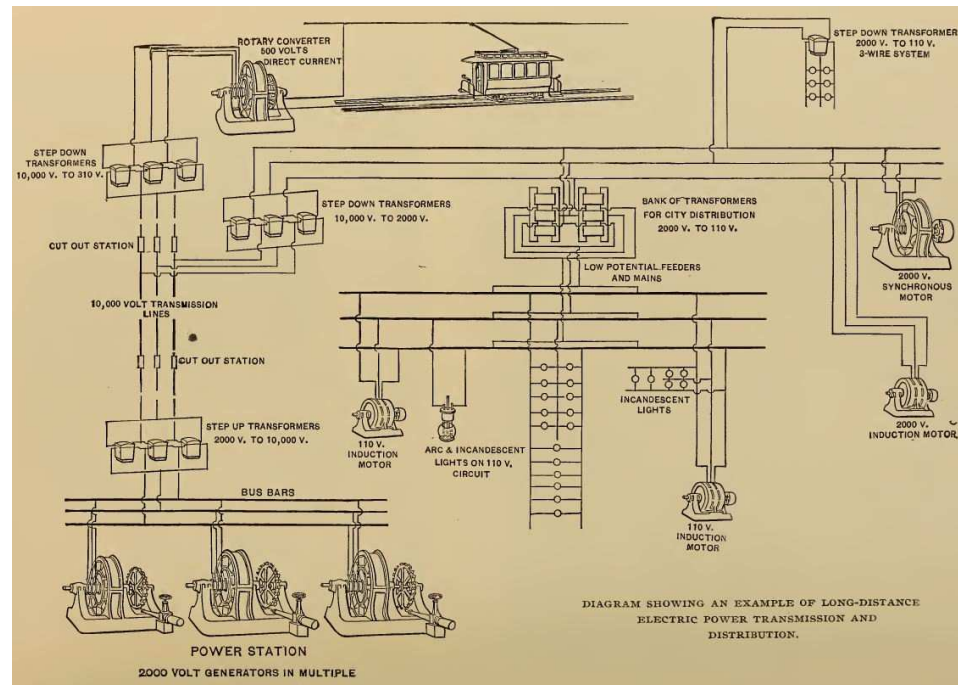 ROTARY CONVERTER
500 VOLTS
DIRECT CURRENT
STEP DOWN TRANSFORMER
2000 V. TO 110 V.
3-WIRE SYSTEM
STEP DOWN
TRANSFORMERS
10,000 V. TO 310 V.
STEP DOWN TRANSFORMERS
10,000 V. TO 2000 V.
BANK OF TRANSFORMERS
FOR CITY DISTRIBUTION
2000 V. TO 110 V.
CUT OUT STATION
LOW POTENTIAL FEEDERS
AND MAINS
2000 V.
SYNCHRONOUS
MOTOR
10,000 VOLT TRANSMISSION
LINES
CUT OUT STATION
INCANDESCENT
LIGHTS
STEP UP TRANSFORMERS
2000 V. TO 10,000 V.
110 V.
INDUCTION
MOTOR
ARC & INCANDESCENT
LIGHTS ON 110 V.
CIRCUIT
2000 V.
INDUCTION MOTOR.
BUS BARS
110 V.
INDUCTION
MOTOR
POWER STATION
2000 VOLT GENERATORS IN MULTIPLE
DIAGRAM SHOWING AN EXAMPLE OF LONG-DISTANCE
ELECTRIC POWER TRANSMISSION AND
DISTRIBUTION.